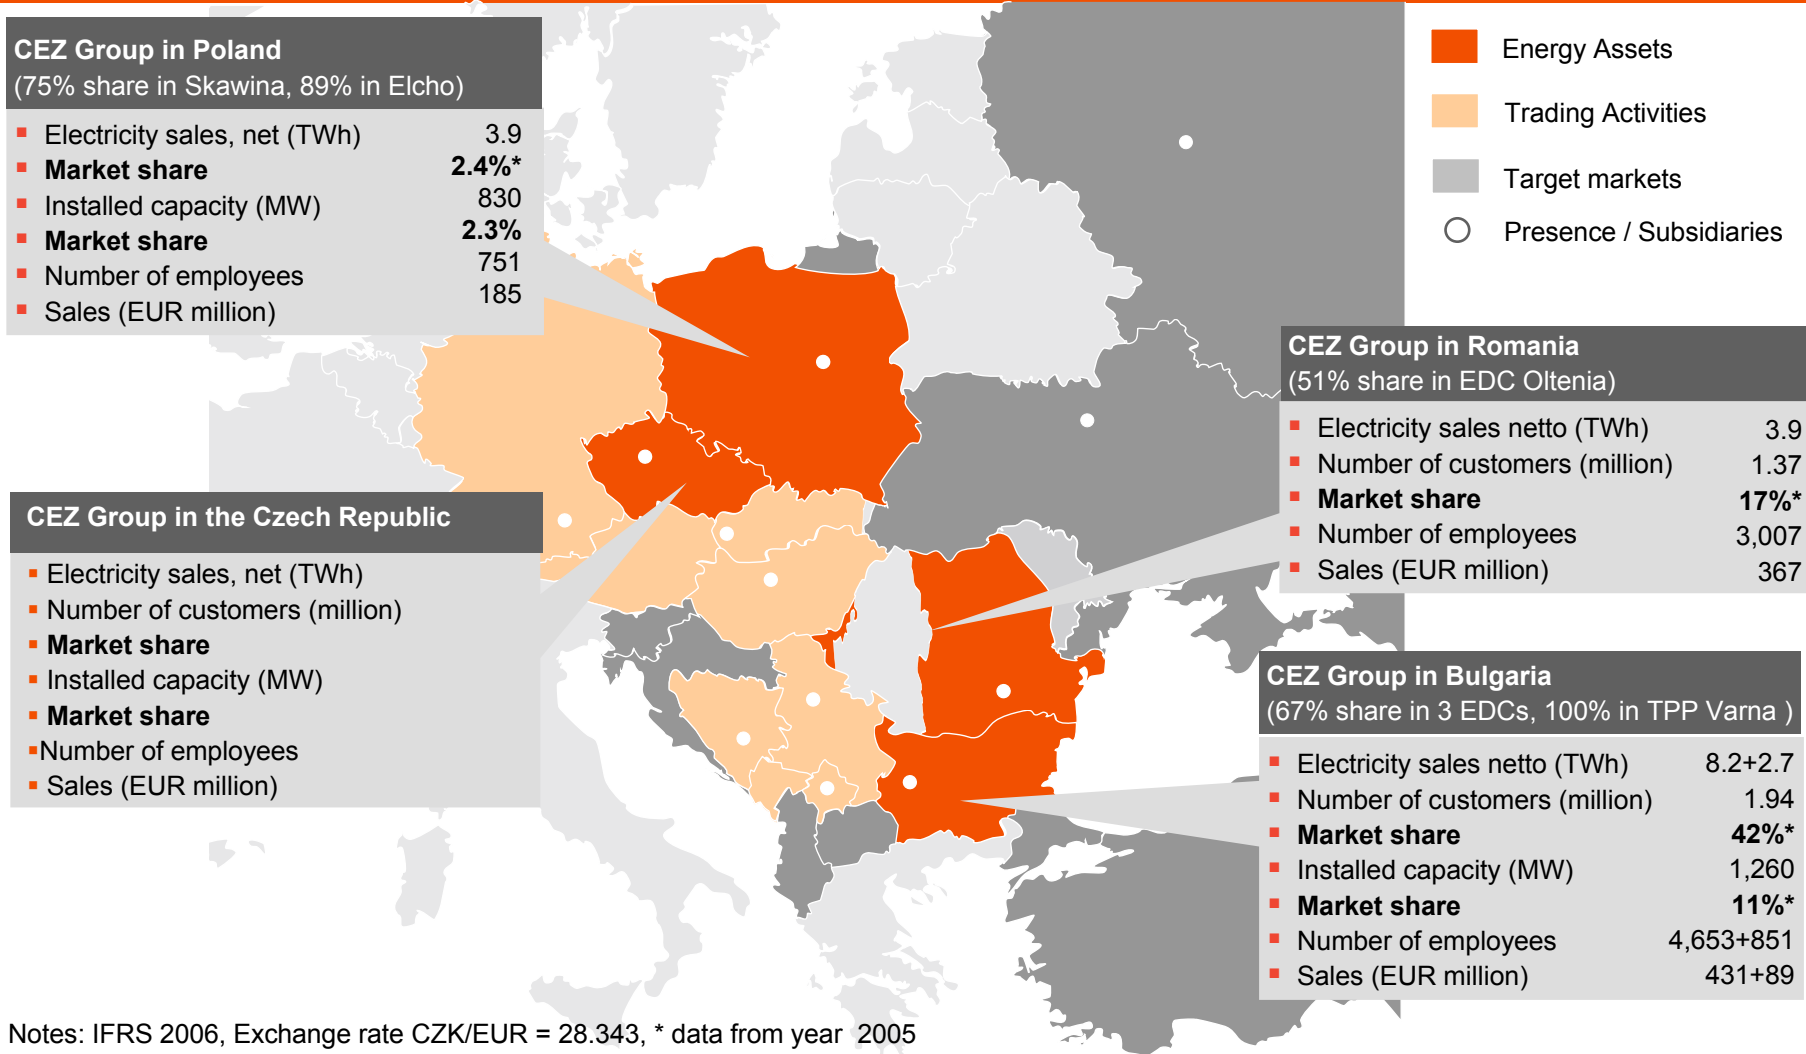 CEZ Group in Poland
(75% share in Skawina, 89% in Elcho)
▪ Electricity sales, net (TWh) 3.9
▪ Market share 2.4%*
▪ Installed capacity (MW) 830
▪ Market share 2.3%
▪ Number of employees 751
▪ Sales (EUR million) 185
Energy Assets
Trading Activities
Target markets
Presence / Subsidiaries
CEZ Group in Romania
(51% share in EDC Oltenia)
▪ Electricity sales netto (TWh) 3.9
▪ Number of customers (million) 1.37
▪ Market share 17%*
▪ Number of employees 3,007
▪ Sales (EUR million) 367
CEZ Group in the Czech Republic
▪ Electricity sales, net (TWh)
▪ Number of customers (million)
▪ Market share
▪ Installed capacity (MW)
▪ Market share
▪Number of employees
▪ Sales (EUR million)
CEZ Group in Bulgaria
(67% share in 3 EDCs, 100% in TPP Varna )
▪ Electricity sales netto (TWh) 8.2+2.7
▪ Number of customers (million) 1.94
▪ Market share 42%*
▪ Installed capacity (MW) 1,260
▪ Market share 11%*
▪ Number of employees 4,653+851
▪ Sales (EUR million) 431+89
Notes: IFRS 2006, Exchange rate CZK/EUR = 28.343, * data from year 2005